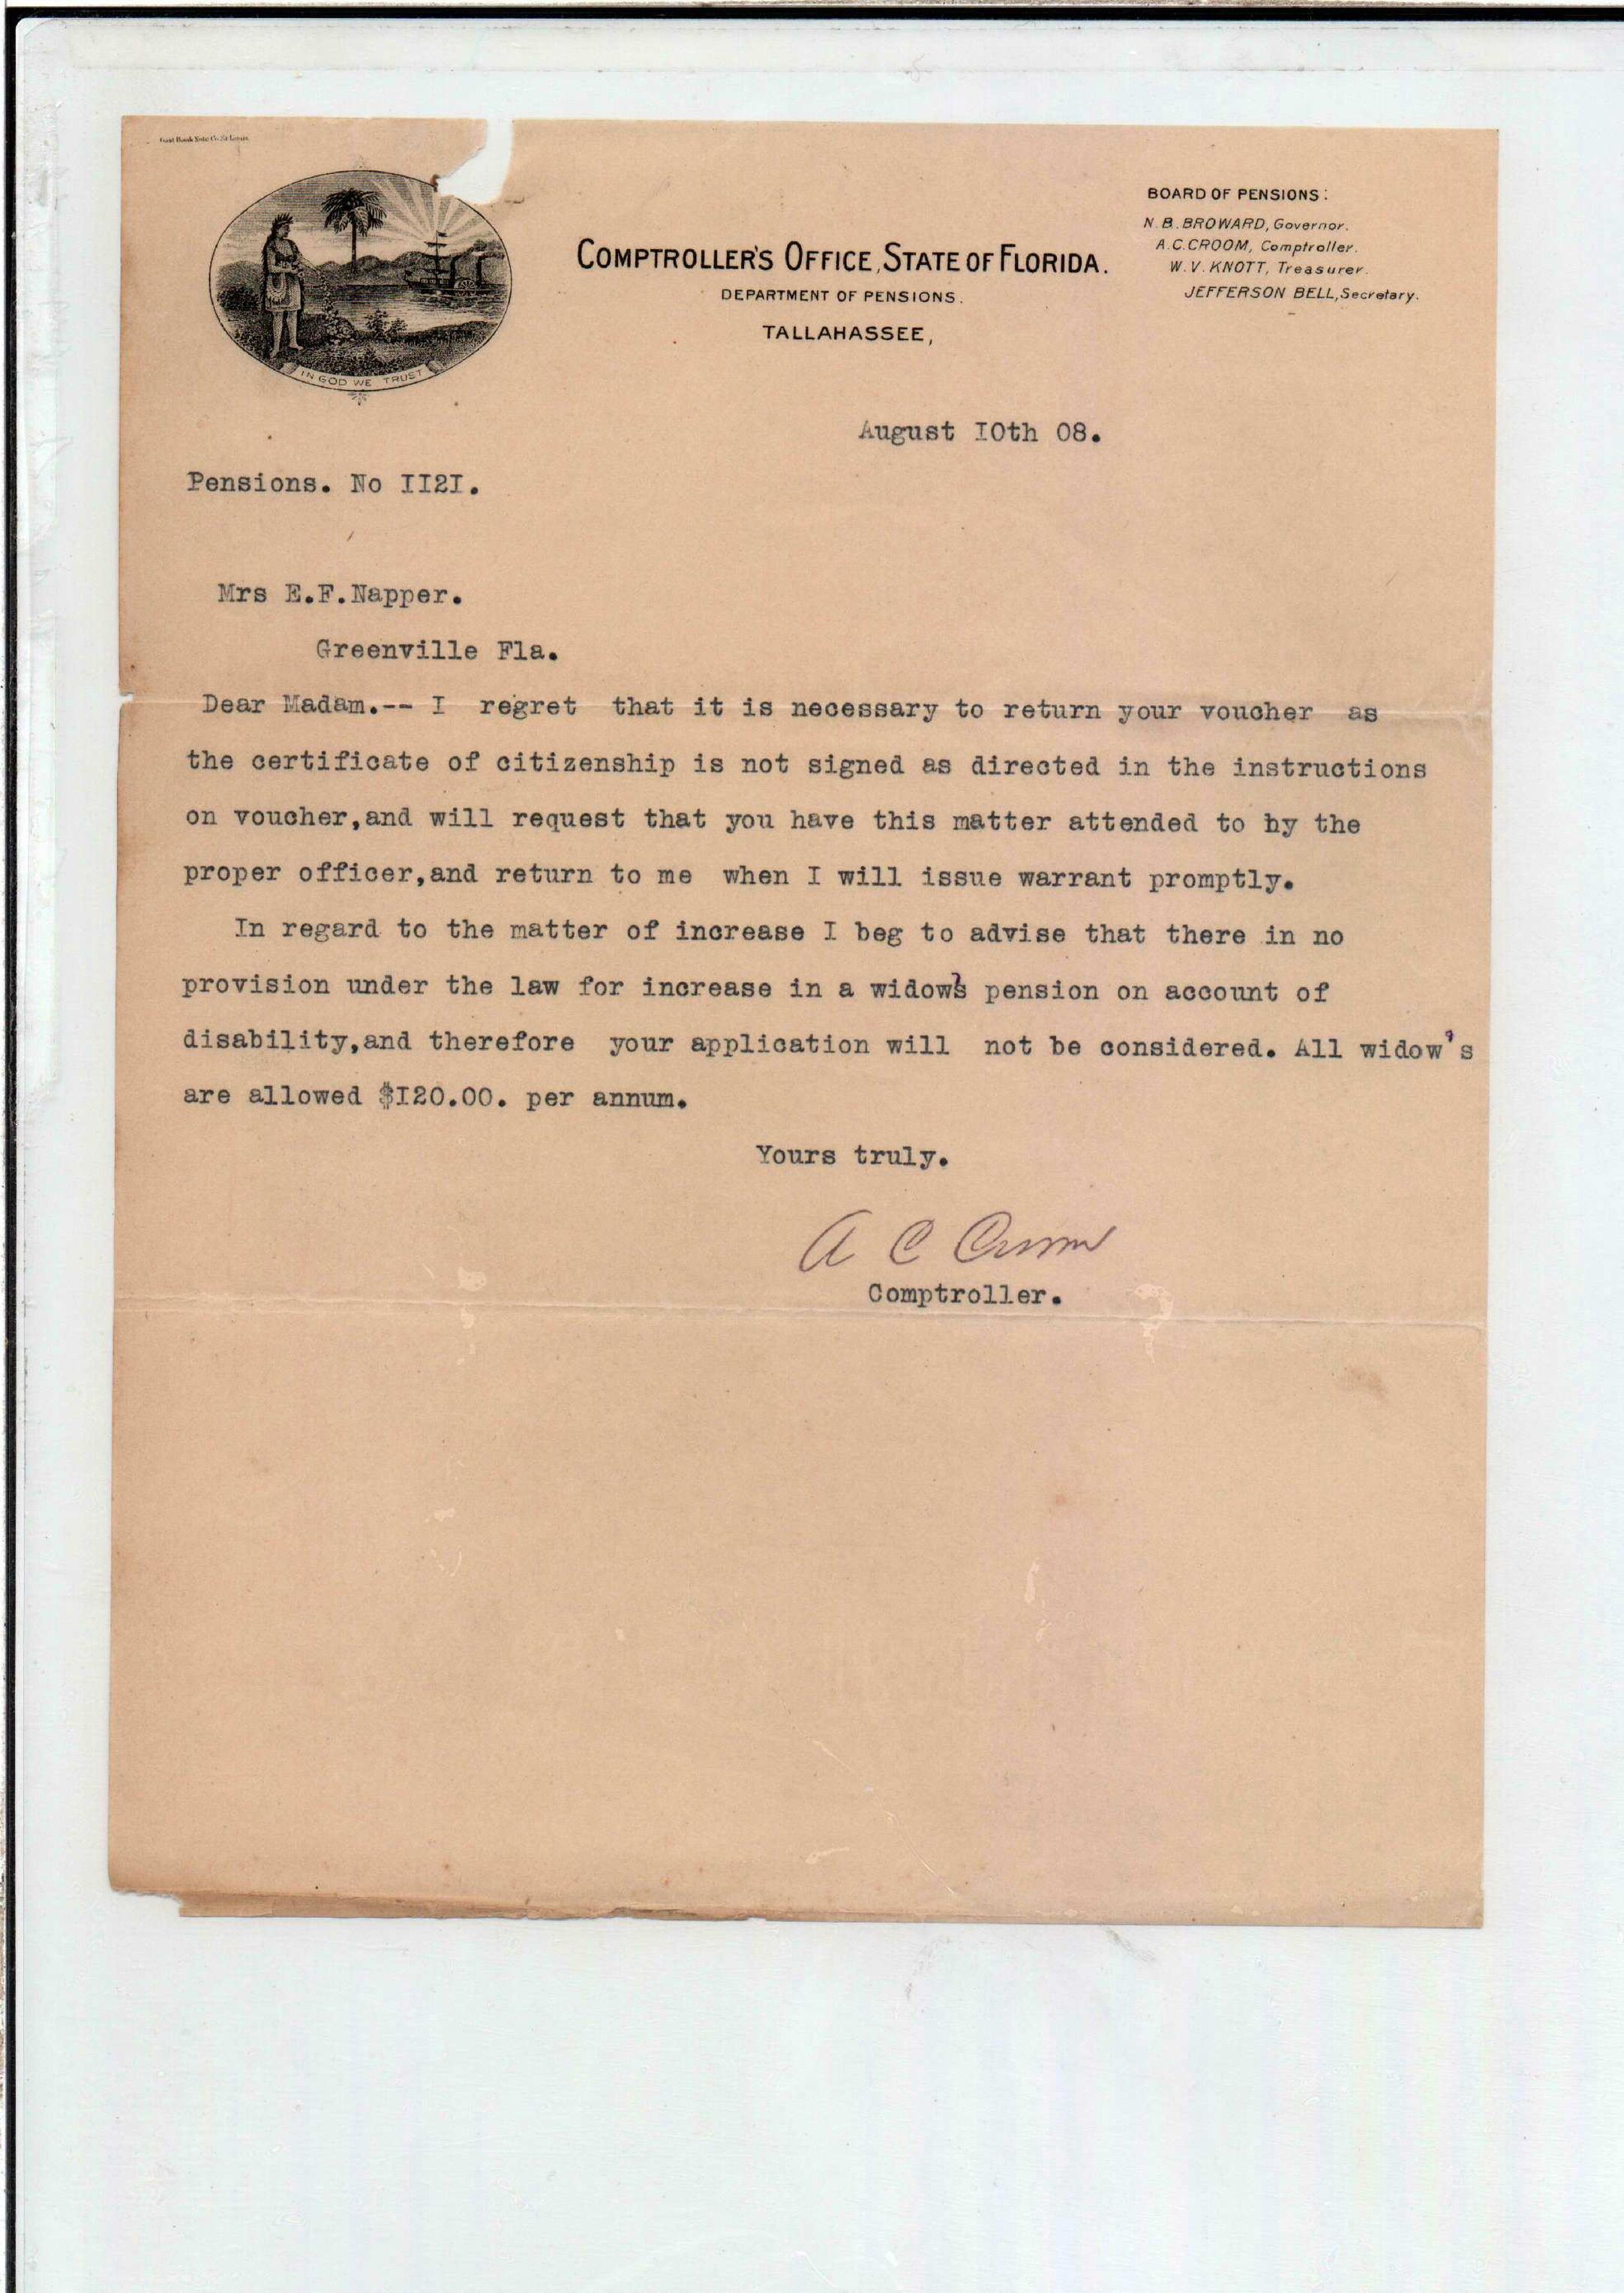 BOARD OF PENSIONS:
N. B. BROWARD, Governor.
A. C. CROOM, Comptroller.
W. V. KNOTT, Treasurer.
JEFFERSON BELL, Secretary.
COMPTROLLER'S OFFICE, STATE OF FLORIDA.
DEPARTMENT OF PENSIONS.
TALLAHASSEE,
IN GOD WE TRUST
August IOth 08.
Pensions. No II2I.
Mrs E.F.Napper.
Greenville Fla.
Dear Madam.-- I regret that it is necessary to return your voucher as
the certificate of citizenship is not signed as directed in the instructions
on voucher,and will request that you have this matter attended to hy the
proper officer,and return to me when I will issue warrant promptly.
In regard to the matter of increase I beg to advise that there in no
provision under the law for increase in a widow's pension on account of
disability,and therefore your application will not be considered. All widow's
are allowed $I20.00. per annum.
Yours truly.
A C Croom
Comptroller.